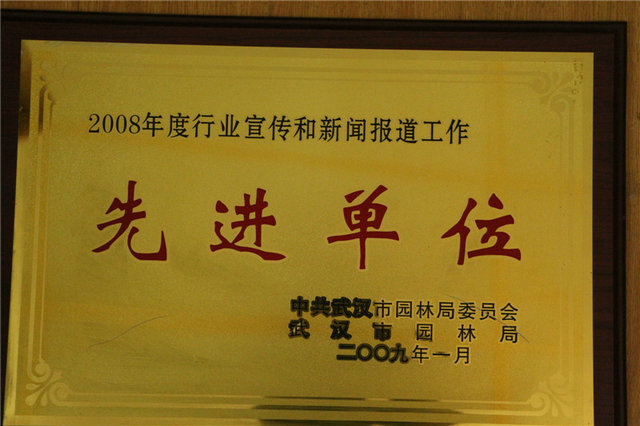 2008年度行业宣传和新闻报道工作
先进单位
中共武汉市园林局委员会
武汉市园林局
二〇〇九年一月